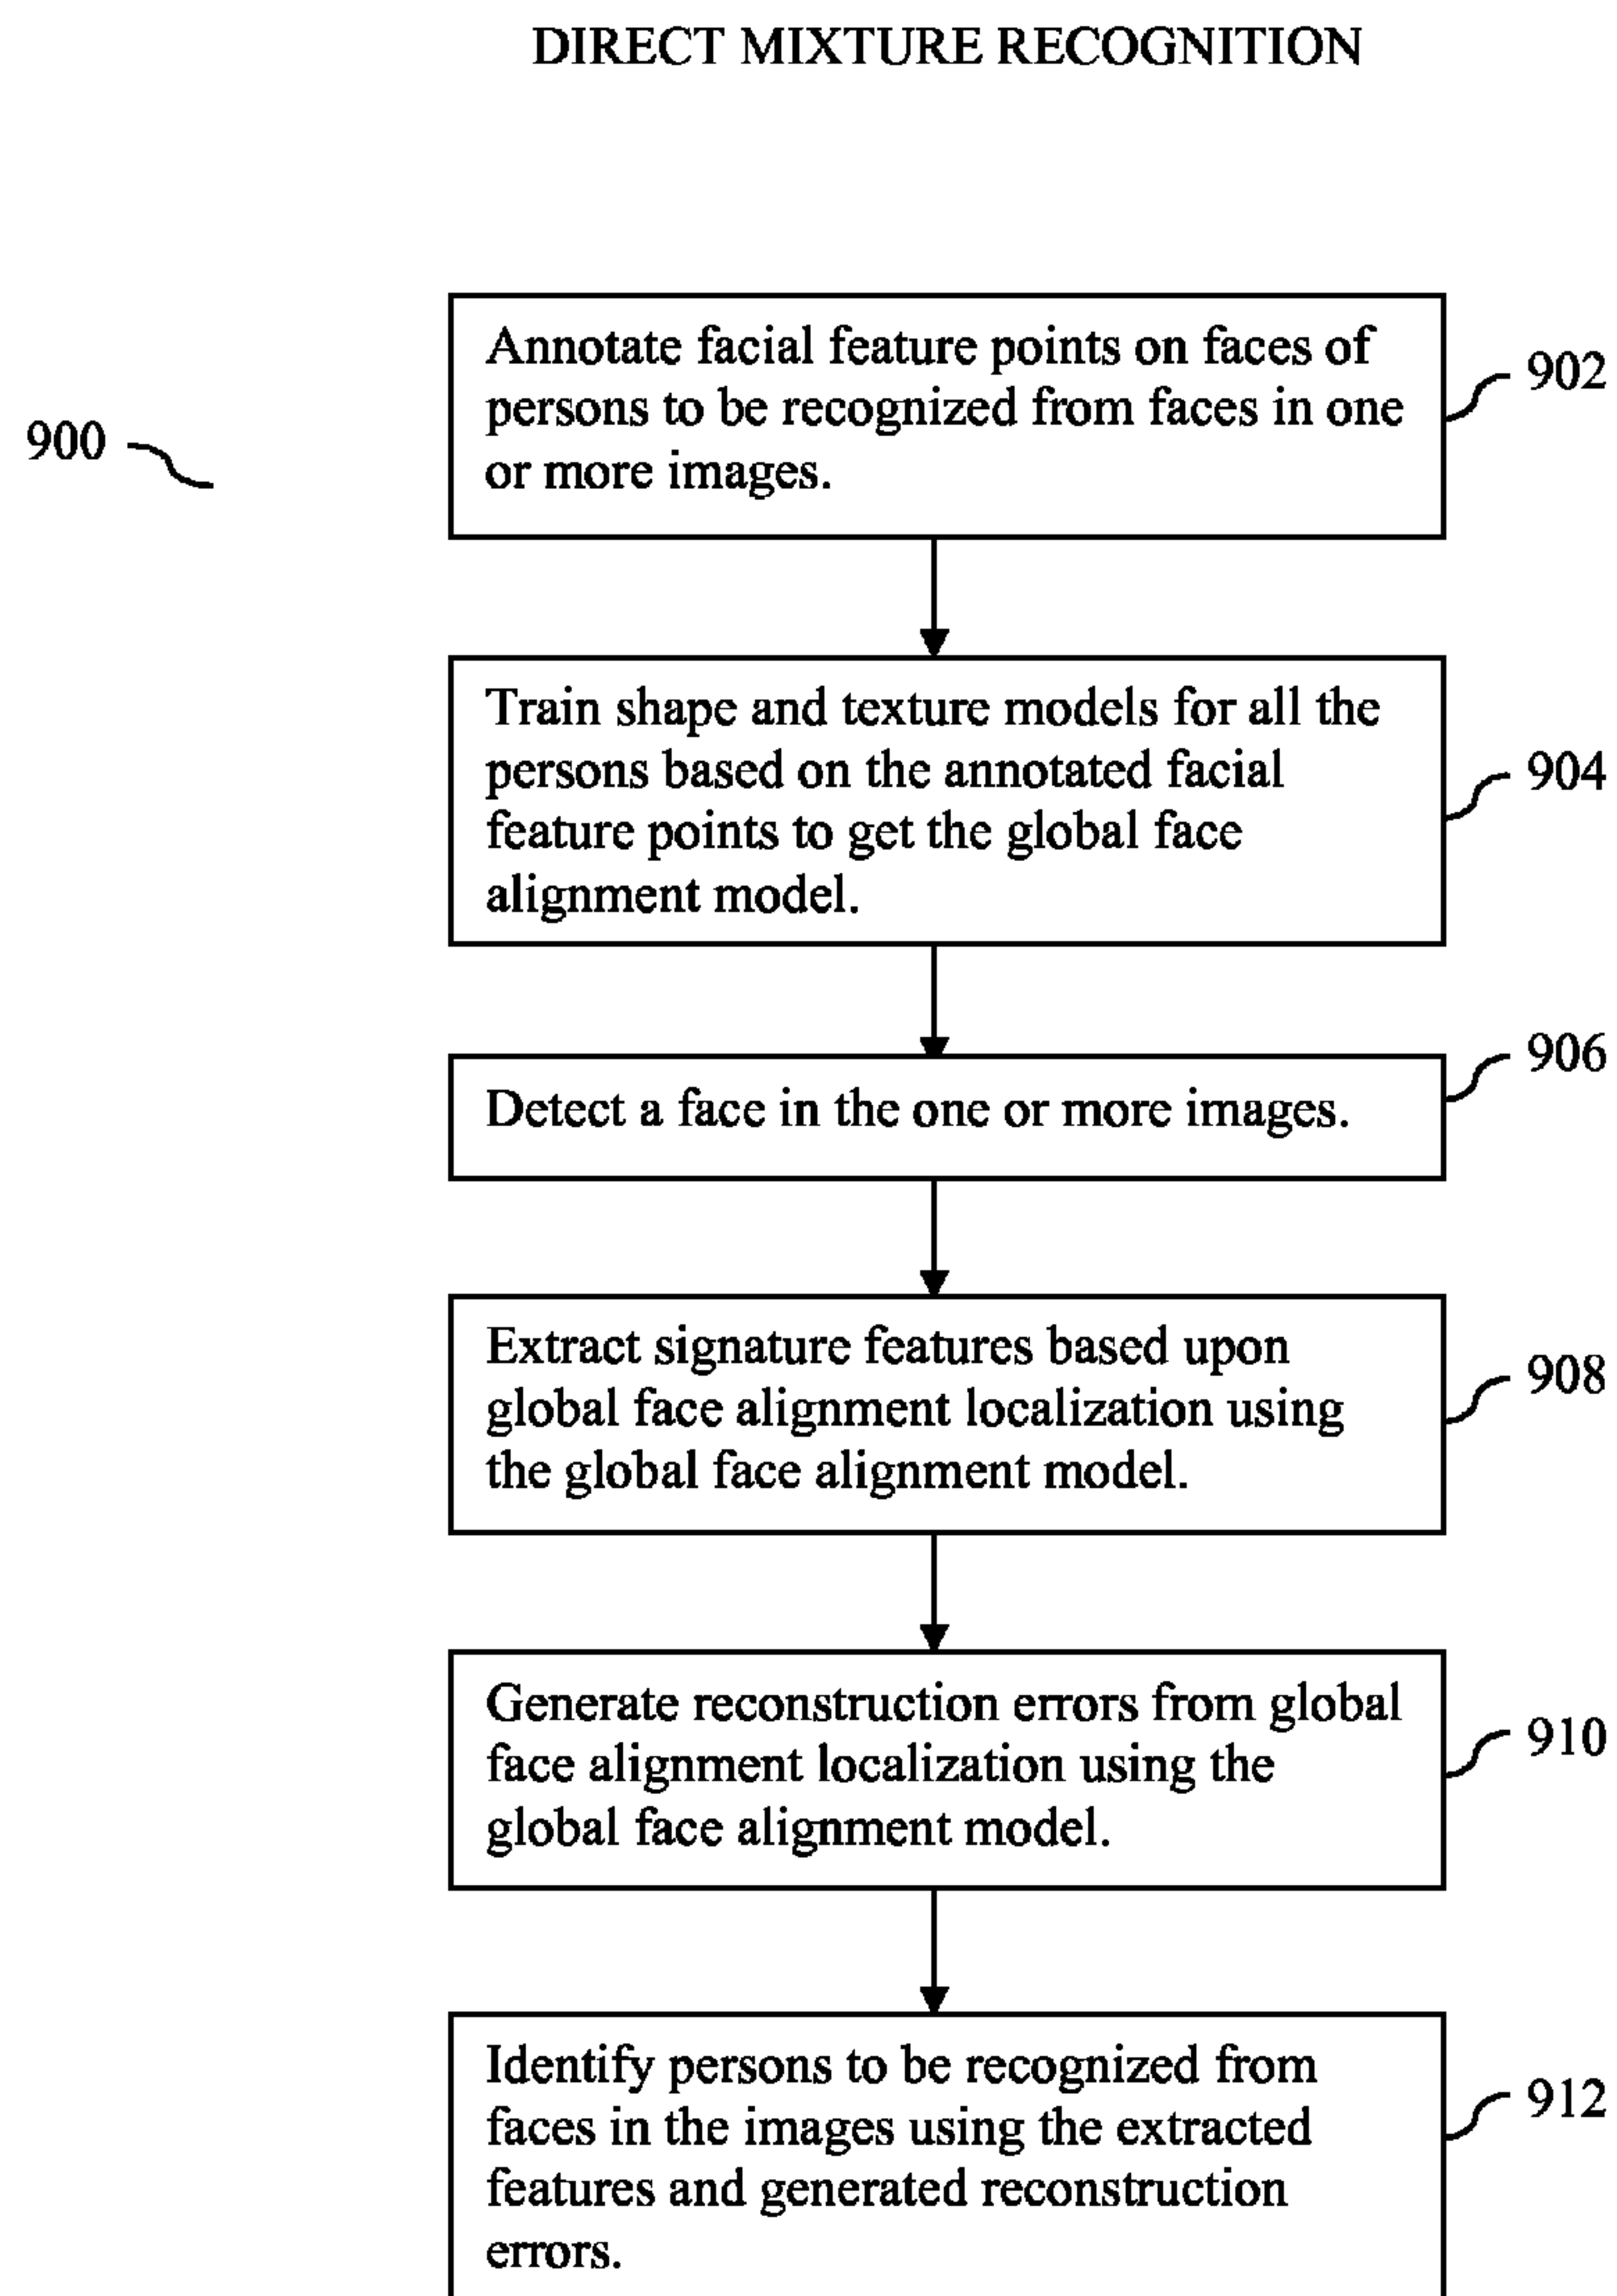 DIRECT MIXTURE RECOGNITION
Annotate facial feature points on faces of
persons to be recognized from faces in one
or more images.
902
900
Train shape and texture models for all the
persons based on the annotated facial
feature points to get the global face
alignment model.
904
Detect a face in the one or more images.
906
Extract signature features based upon
global face alignment localization using
the global face alignment model.
908
Generate reconstruction errors from global
face alignment localization using the
global face alignment model.
910
Identify persons to be recognized from
faces in the images using the extracted
features and generated reconstruction
errors.
912